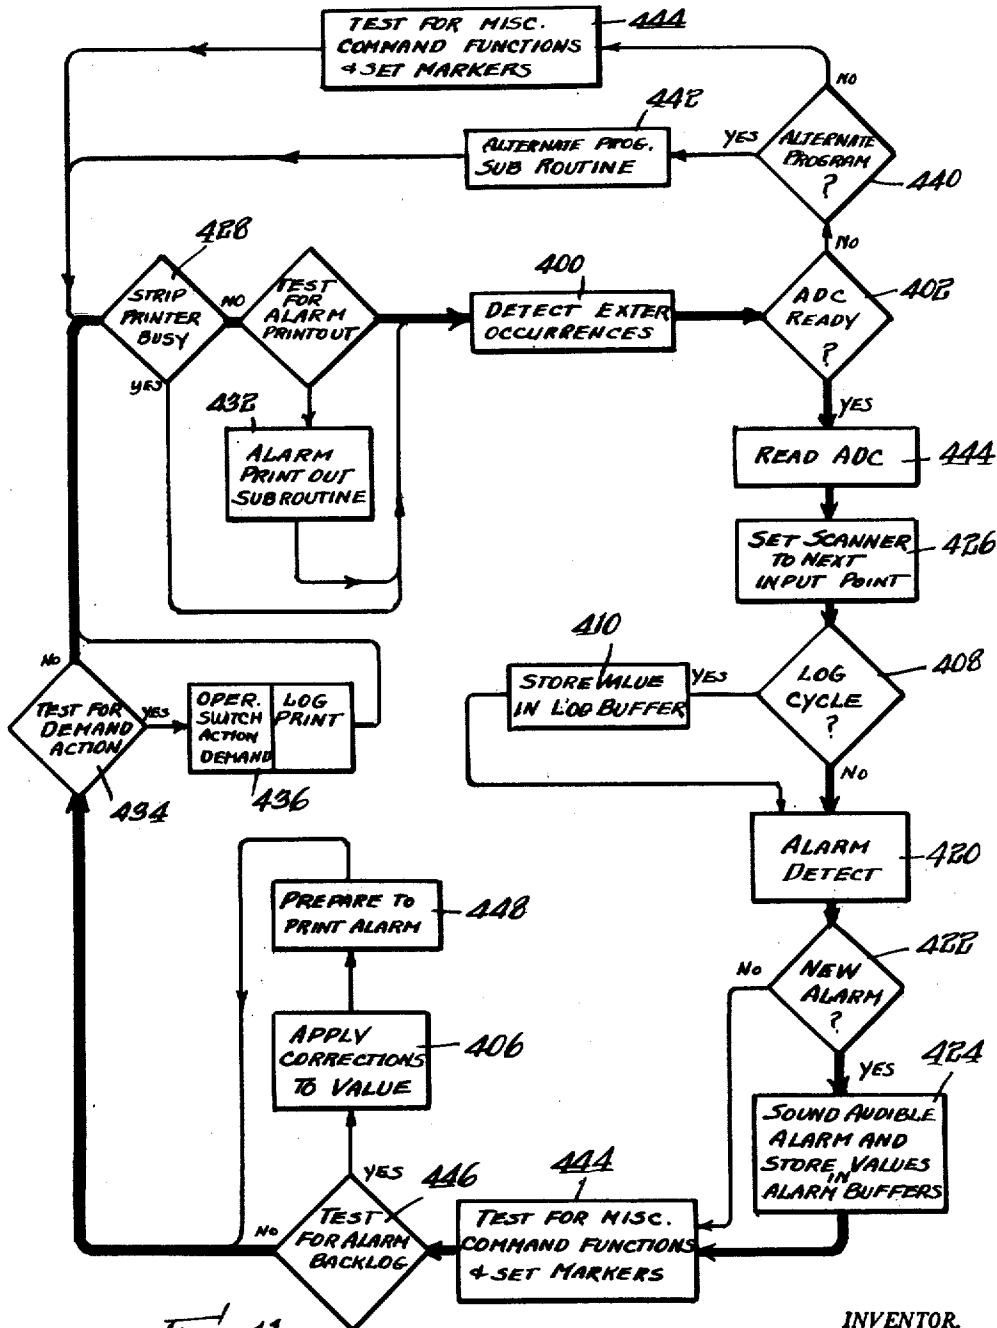 TEST FOR MISC.
COMMAND FUNCTIONS
& SET MARKERS
444
NO
ALTERNATE PROG.
SUB ROUTINE
442
YES
ALTERNATE
PROGRAM
?
440
NO
428
STRIP
PRINTER
BUSY
NO
YES
TEST
FOR
ALARM
PRINTOUT
400
DETECT EXTER
OCCURRENCES
ADC
READY
?
402
YES
432
ALARM
PRINT OUT
SUBROUTINE
READ ADC
444
SET SCANNER
TO NEXT
INPUT POINT
426
410
STORE VALUE
IN LOD BUFFER
YES
LOG
CYCLE
?
408
NO
NO
TEST FOR
DEMAND
ACTION
YES
434
OPER.
SWITCH
ACTION
DEMAND
LOG
PRINT
436
ALARM
DETECT
420
PREPARE TO
PRINT ALARM
448
NO
NEW
ALARM
?
422
YES
APPLY
CORRECTIONS
TO VALUE
406
424
SOUND AUDIBLE
ALARM AND
STORE VALUES
IN
ALARM BUFFERS
YES
446
NO
TEST
FOR ALARM
BACKLOG
444
TEST FOR MISC.
COMMAND FUNCTIONS
& SET MARKERS
INVENTOR.